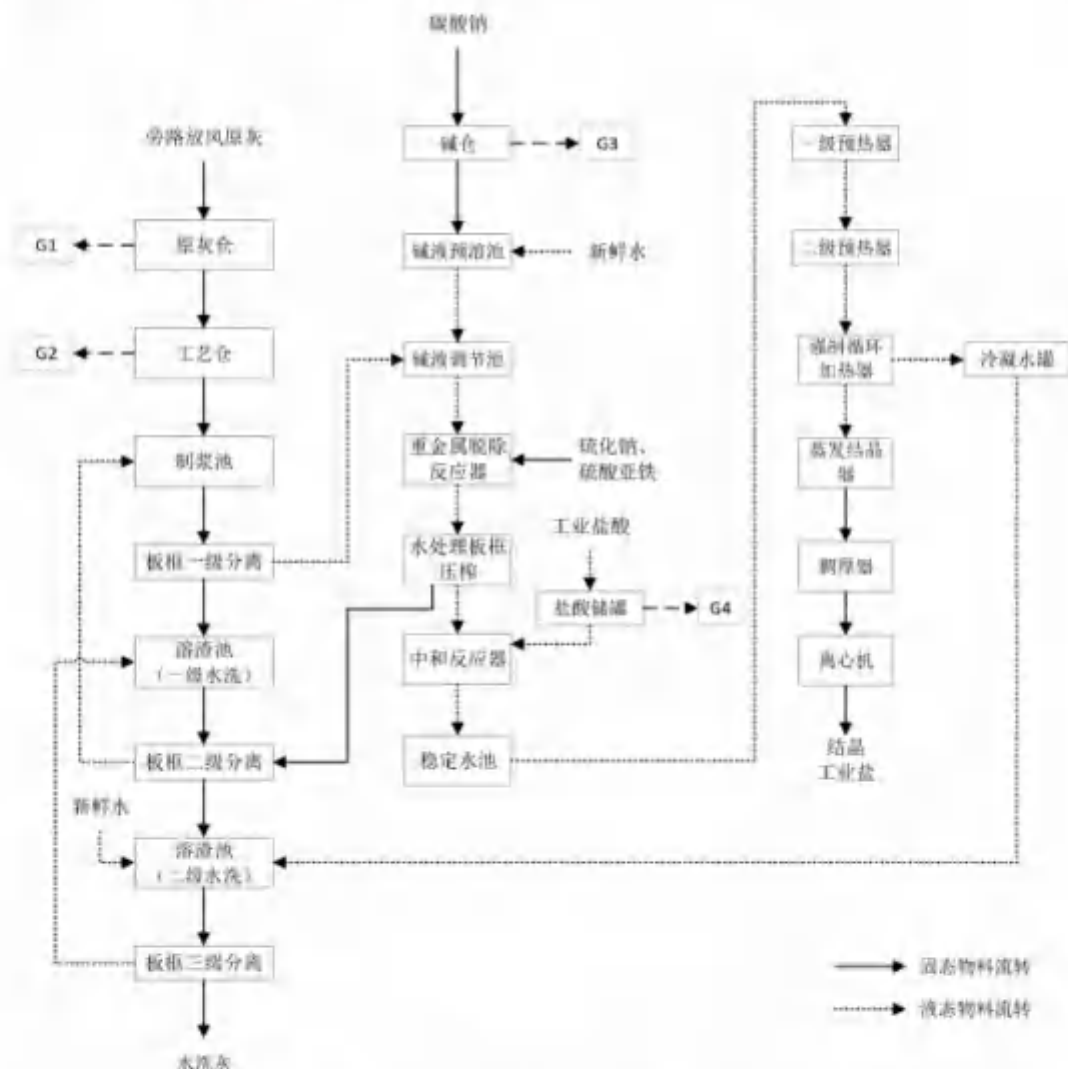 碳酸钠
旁路放风原灰
碱仓
G3
一级预热器
G1
原灰仓
碱液预溶池
新鲜水
二级预热器
G2
工艺仓
碱液调节池
强制循环
加热器
冷凝水罐
制浆池
重金属脱除
反应器
硫化钠、
硫酸亚铁
蒸发结晶
器
板框一级分离
水处理板框
压榨
工业盐酸
稠厚器
盐酸储罐
G4
溶渣池
(一级水洗)
中和反应器
离心机
板框二级分离
稳定水池
结晶
工业盐
新鲜水
溶渣池
(二级水洗)
板框三级分离
固态物料流转
液态物料流转
水洗灰